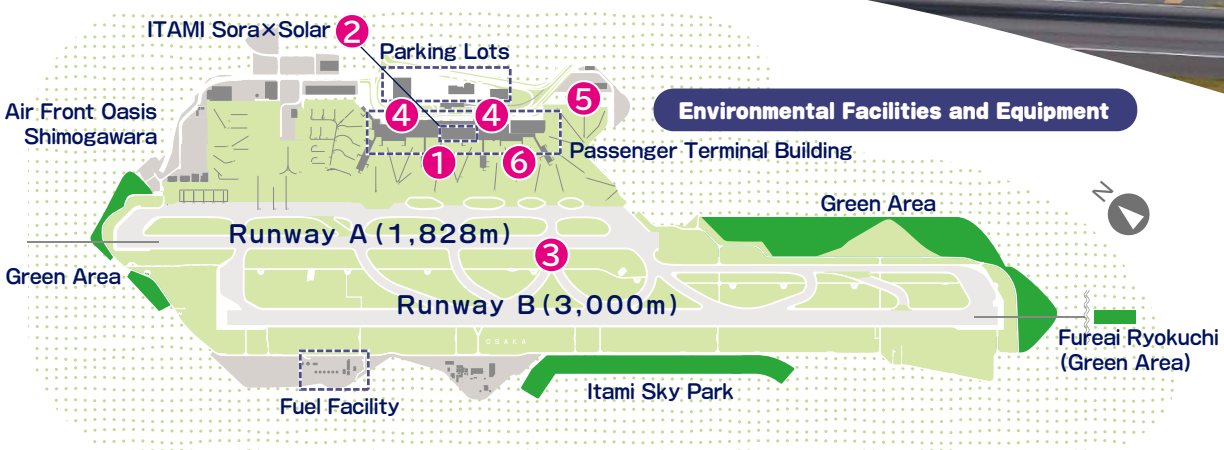 ITAMI Sora×Solar 2
Parking Lots
Air Front Oasis
Shimogawara
4
4
5
Environmental Facilities and Equipment
Passenger Terminal Building
1
6
N
Green Area
Runway A (1,828m)
3
Green Area
Runway B (3,000m)
OSAKA
Fureai Ryokuchi
(Green Area)
Itami Sky Park
Fuel Facility